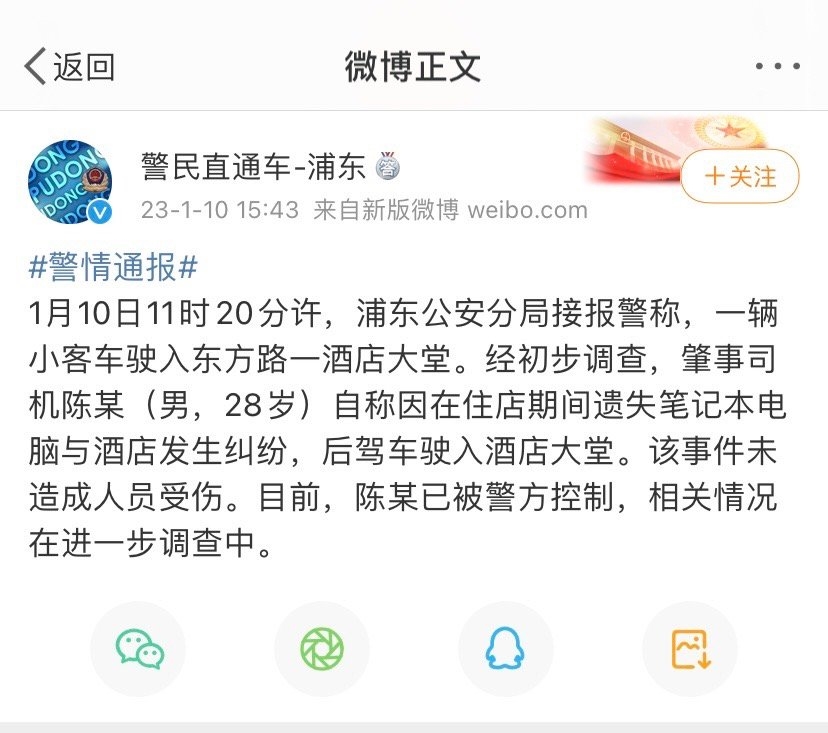 返回
微博正文
警民直通车-浦东
答
+关注
23-1-10 15:43 来自新版微博 weibo.com
#警情通报#
1月10日11时20分许，浦东公安分局接报警称，一辆
小客车驶入东方路一酒店大堂。经初步调查，肇事司
机陈某（男，28岁）自称因在住店期间遗失笔记本电
脑与酒店发生纠纷，后驾车驶入酒店大堂。该事件未
造成人员受伤。目前，陈某已被警方控制，相关情况
在进一步调查中。